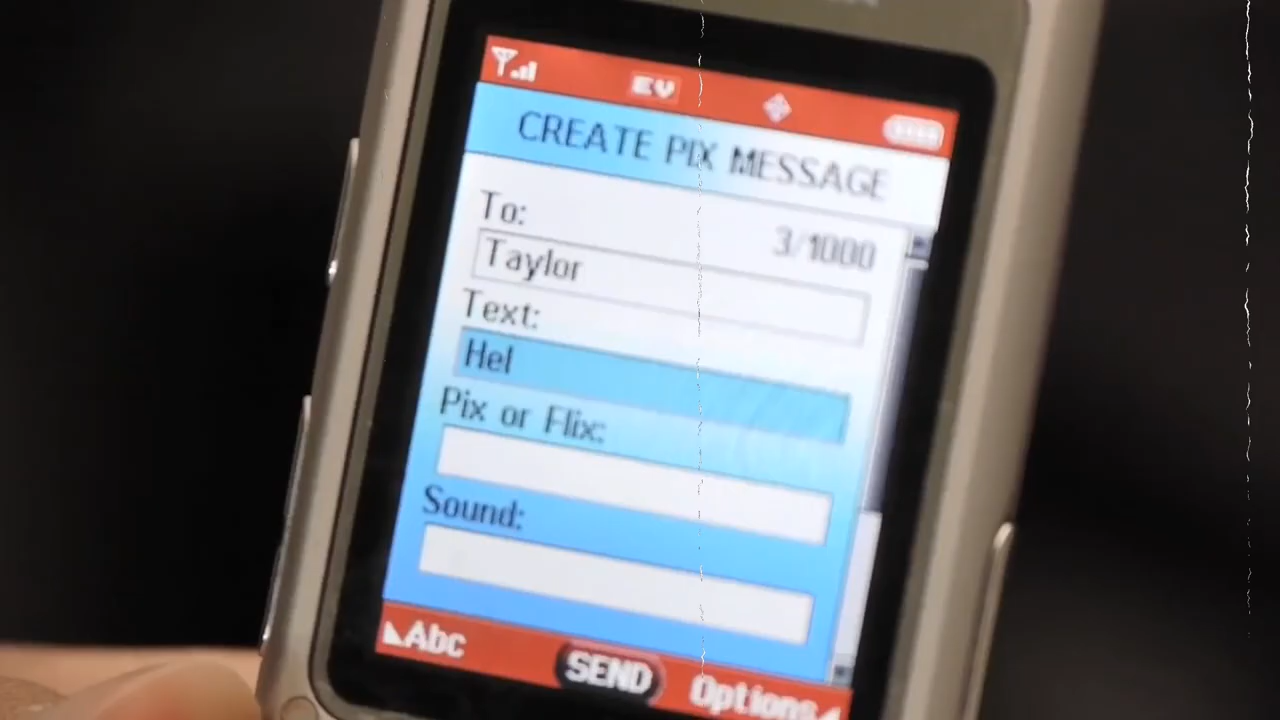 EV
CREATE PIX MESSAGE
To:
3/1000
Taylor
Text:
Hel
Pix or Flix:
Sound:
Abc
SEND
Options